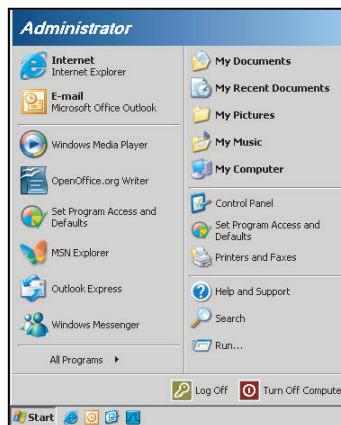 Administrator
Internet
Internet Explorer
E-mail
Microsoft Office Outlook
Windows Media Player
OpenOffice.org Writer
Set Program Access and
Defaults
MSN Explorer
Outlook Express
Windows Messenger
All Programs
My Documents
My Recent Documents
My Pictures
My Music
My Computer
Control Panel
Set Program Access and
Defaults
Printers and Faxes
Help and Support
Search
Run...
Log Off
Turn Off Compute
Start